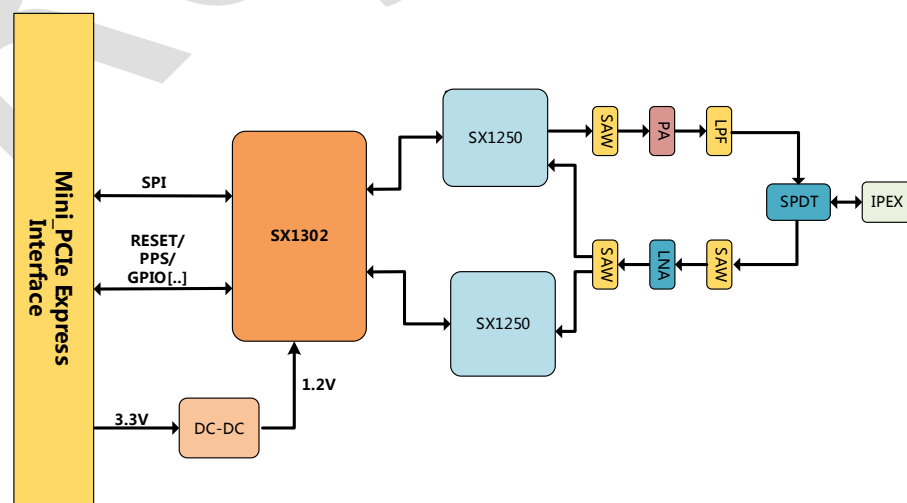 Mini_PCIe Express
Interface
SPI
RESET/
PPS/
GPIO[..]
3.3V
DC-DC
1.2V
SX1302
SX1250
SX1250
SAW
PA
LPF
SPDT
IPEX
SAW
LNA
SAW